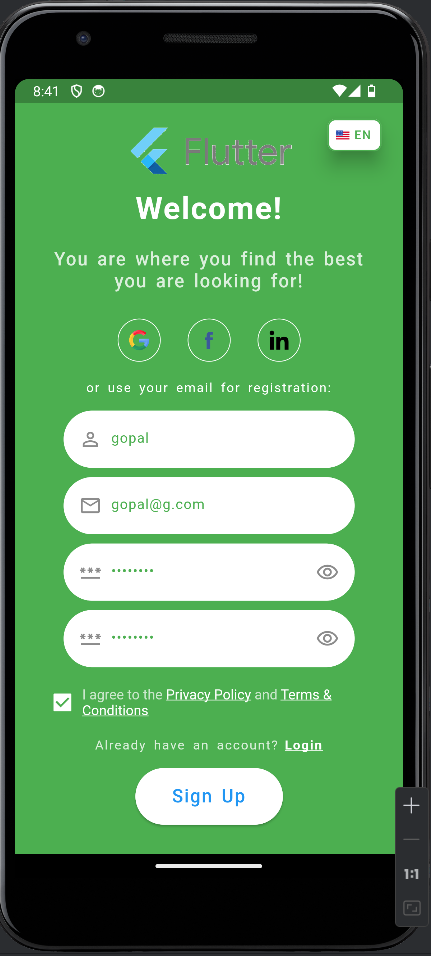 8:41
Flutter
EN
Welcome!
You are where you find the best
you are looking for!
G f in
or use your email for registration:
gopal
gopal@g.com
*** ••••••••
*** ••••••••
I agree to the Privacy Policy and Terms &
Conditions
Already have an account? Login
Sign Up
1:1